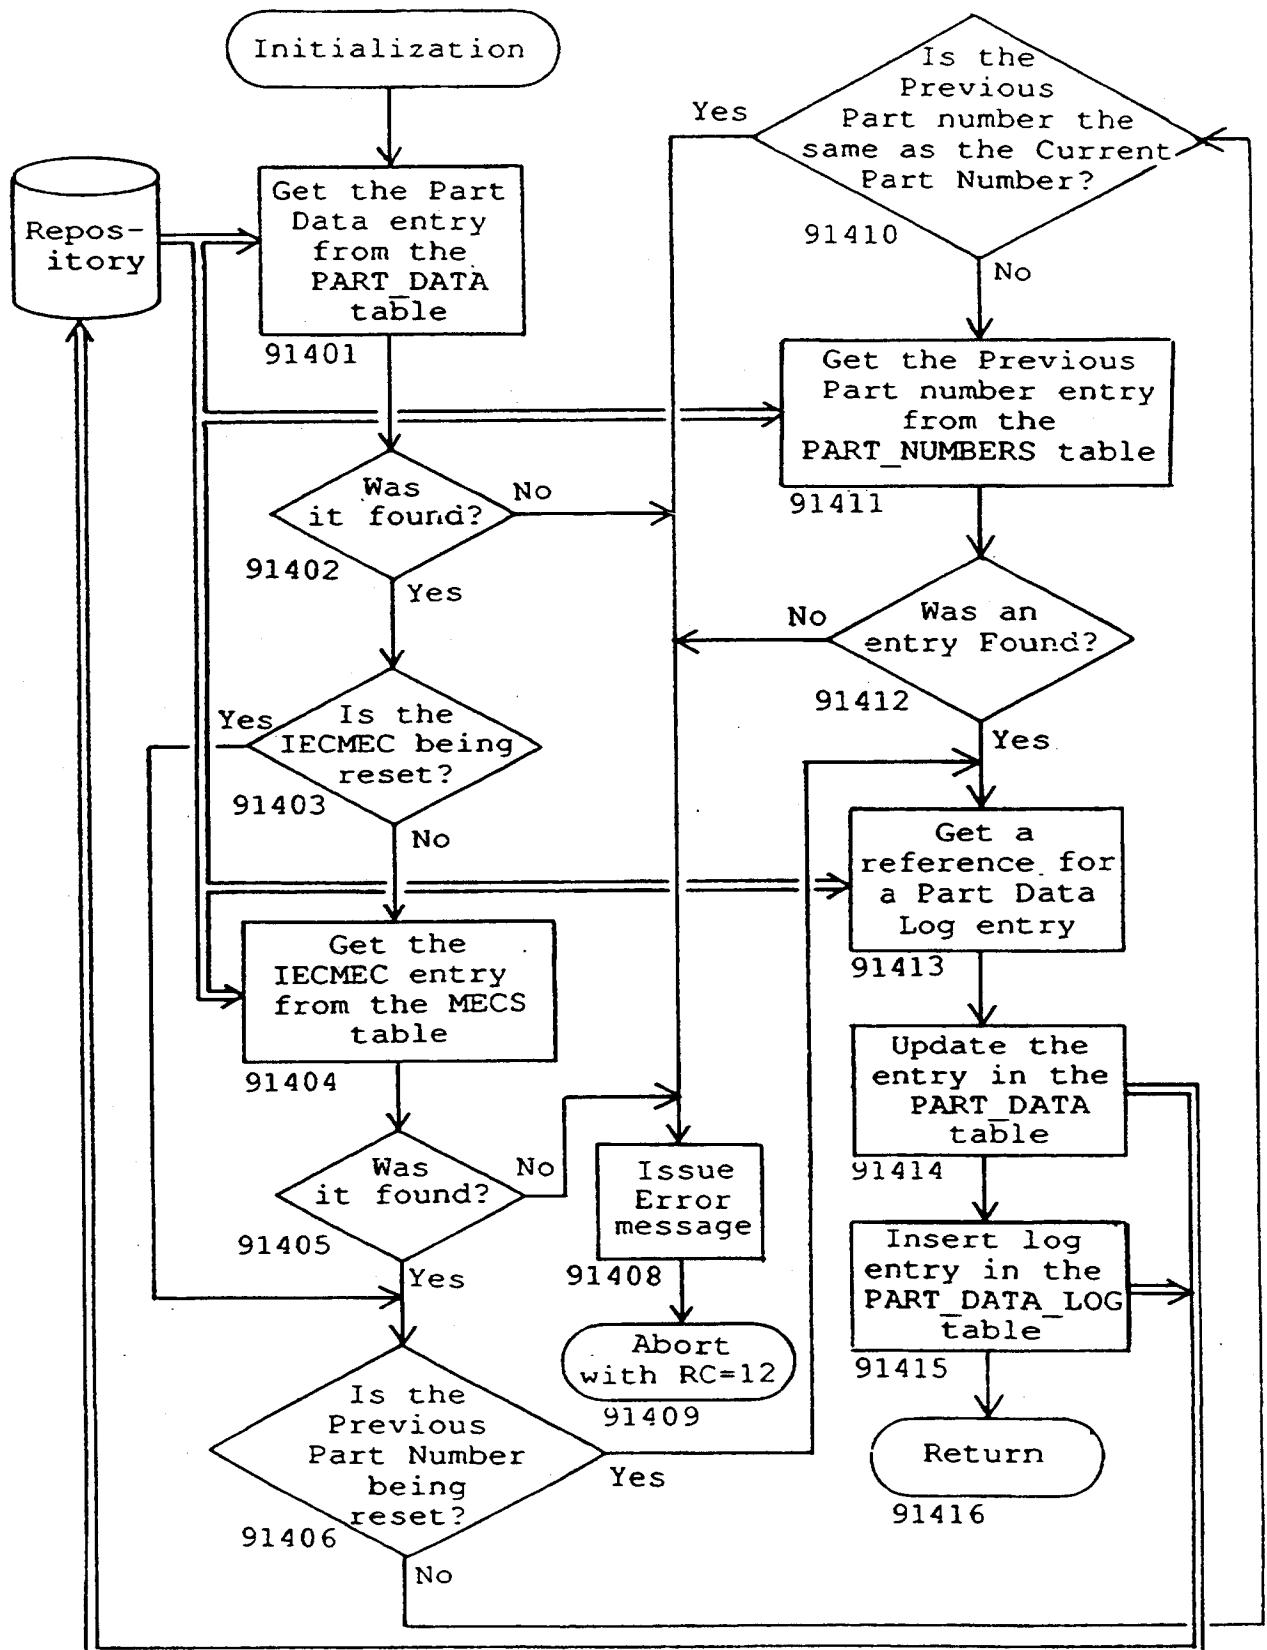 Initialization
Repos-
itory
Get the Part
Data entry
from the
PART_DATA
table
91401
Was
it found?
No
91402
Yes
Yes
Is the
IECMEC being
reset?
91403
No
Get the
IECMEC entry
from the MECS
table
91404
Was
it found?
No
91405
Yes
Is the
Previous
Part Number
being
reset?
Yes
91406
No
Issue
Error
message
91408
Abort
with RC=12
91409
Is the
Previous
Part number the
same as the Current
Part Number?
Yes
91410
No
Get the Previous
Part number entry
from the
PART_NUMBERS table
91411
Was an
entry Found?
No
91412
Yes
Get a
reference for
a Part Data
Log entry
91413
Update the
entry in the
PART_DATA
table
91414
Insert log
entry in the
PART_DATA_LOG
table
91415
Return
91416